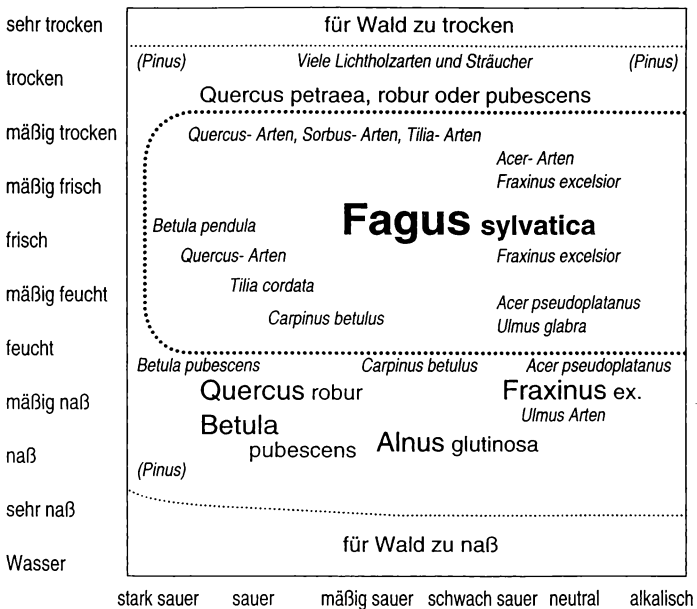 sehr trocken
für Wald zu trocken
(Pinus) Viele Lichtholzarten und Sträucher (Pinus)
trocken
Quercus petraea, robur oder pubescens
mäßig trocken
Quercus- Arten, Sorbus- Arten, Tilia- Arten
Acer- Arten
mäßig frisch
Fraxinus excelsior
Fagus sylvatica
Betula pendula
frisch
Quercus- Arten
Fraxinus excelsior
Tilia cordata
mäßig feucht
Acer pseudoplatanus
Carpinus betulus
Ulmus glabra
feucht
Betula pubescens Carpinus betulus Acer pseudoplatanus
Quercus robur
Fraxinus ex.
mäßig naß
Ulmus Arten
Betula
pubescens
Alnus glutinosa
naß
(Pinus)
sehr naß
für Wald zu naß
Wasser
stark sauer sauer mäßig sauer schwach sauer neutral alkalisch